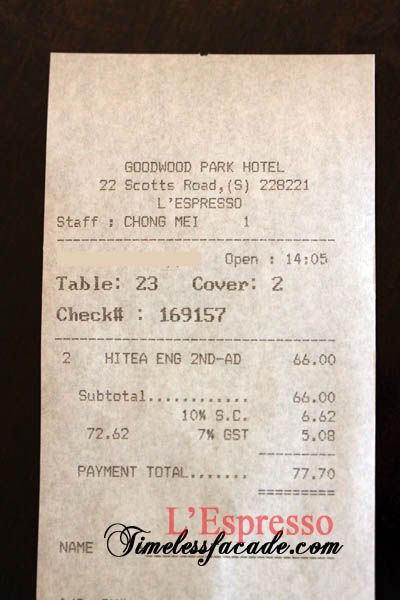 GOODWOOD PARK HOTEL
22 Scotts Road,(S) 228221
L'ESPRESSO
Staff : CHONG MEI 1
Open : 14:05
Table: 23 Cover: 2
Check# : 169157
2 HITEA ENG 2ND-AD 66.00
Subtotal............ 66.00
10% S.C. 6.62
72.62 7% GST 5.08
PAYMENT TOTAL....... 77.70
L'Espresso
NAME
Timelessfacade.com